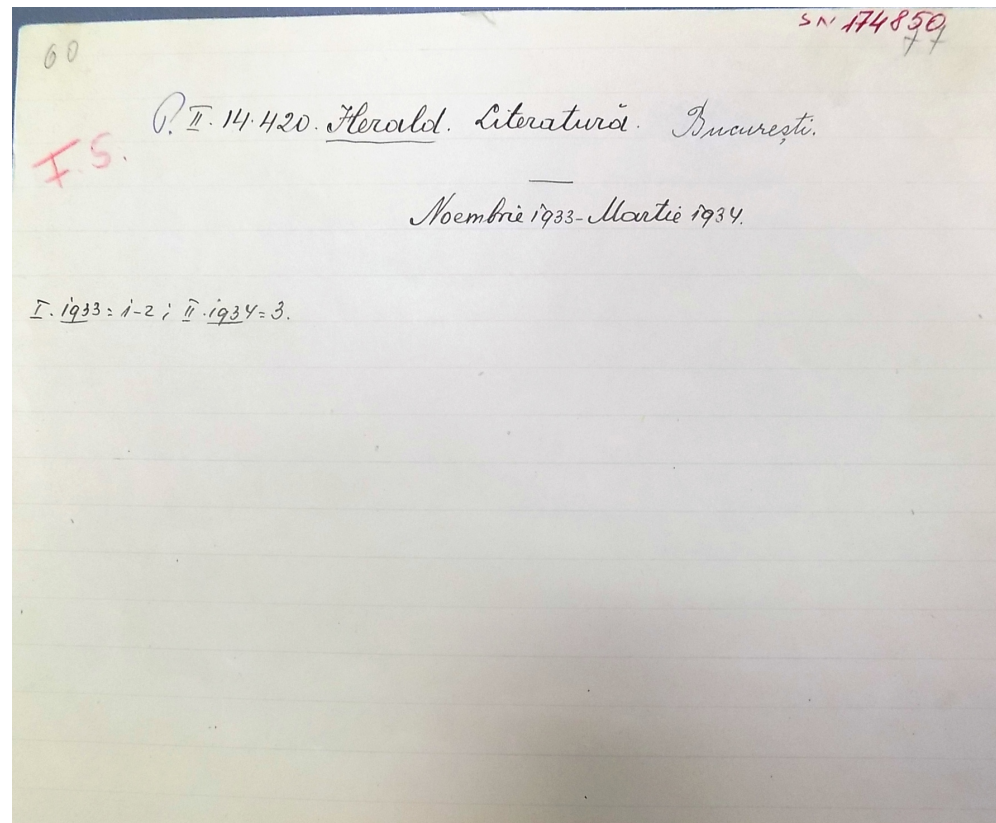 60
SN 174850
77
P. II. 14.420. Herald. Literatură. București.
F.S.
Noembrie 1933-Martie 1934.
I. 1933 = 1-2; II. 1934 = 3.